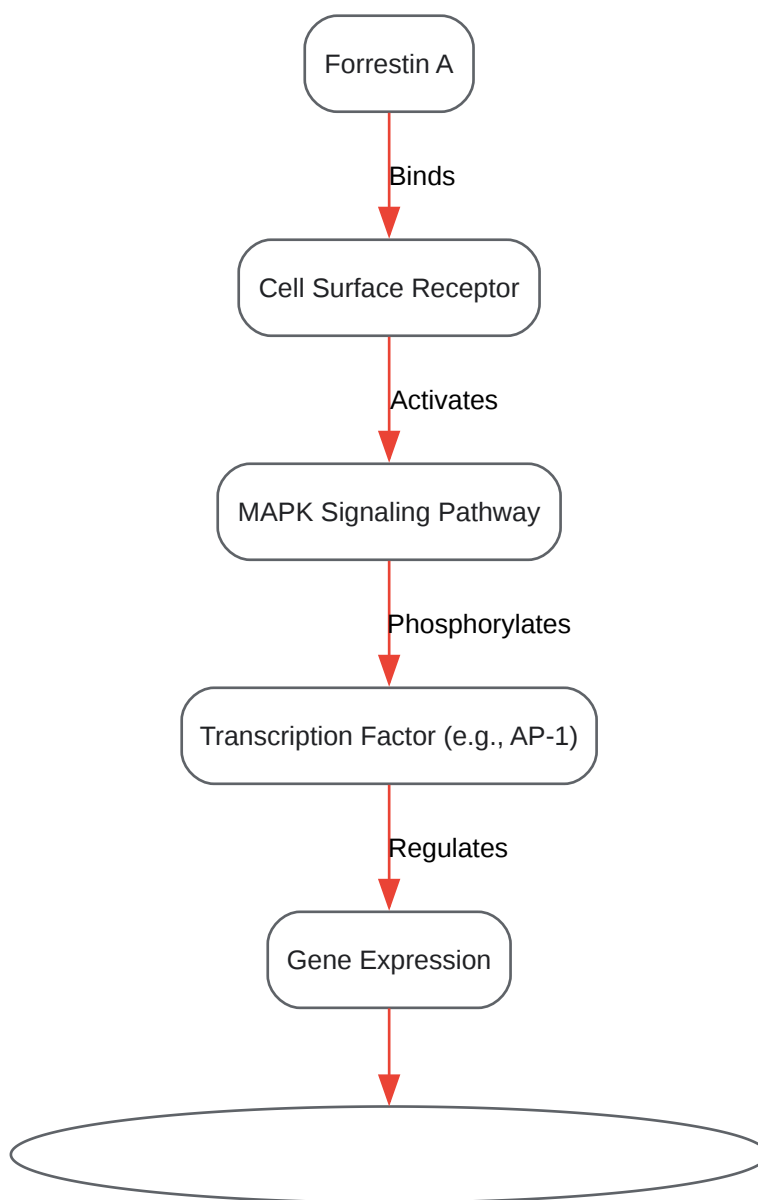 Forrestin A
Binds
Cell Surface Receptor
Activates
MAPK Signaling Pathway
Phosphorylates
Transcription Factor (e.g., AP-1)
Regulates
Gene Expression